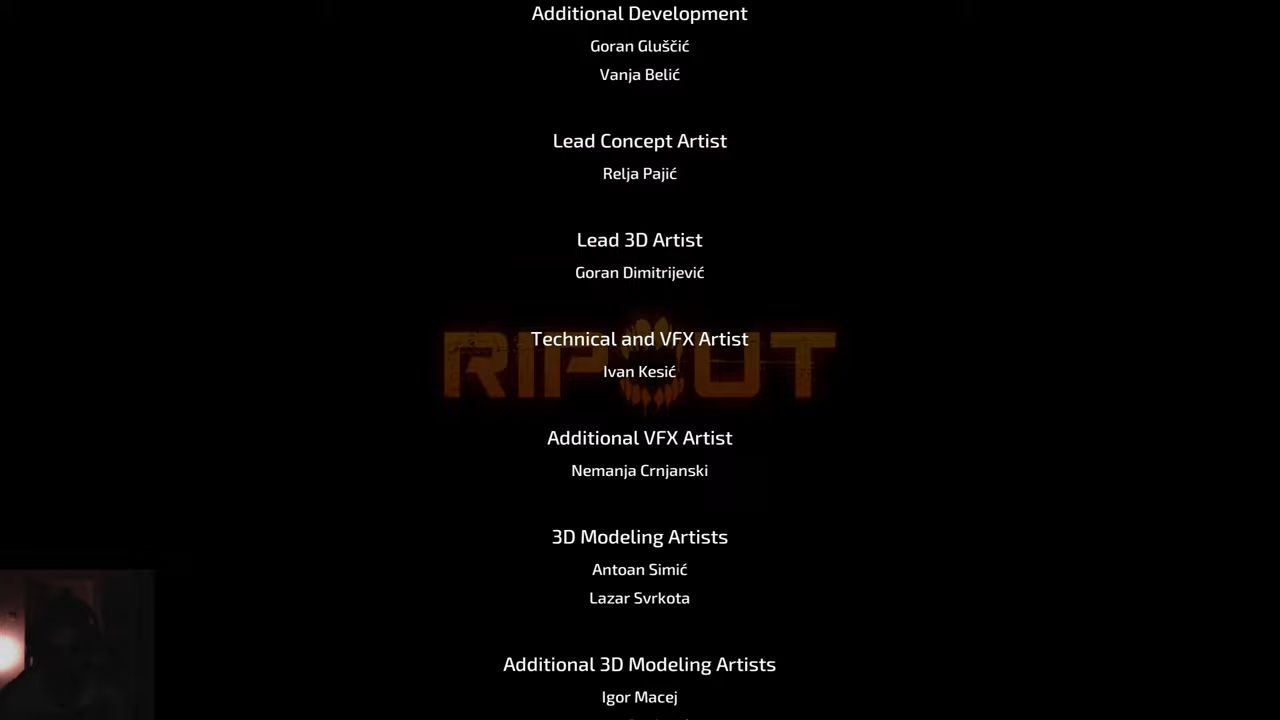 Additional Development
Goran Gluščić
Vanja Belić
Lead Concept Artist
Relja Pajić
Lead 3D Artist
Goran Dimitrijević
RIPOUT
Technical and VFX Artist
Ivan Kesić
Additional VFX Artist
Nemanja Crnjanski
3D Modeling Artists
Antoan Simić
Lazar Svrkota
Additional 3D Modeling Artists
Igor Macej